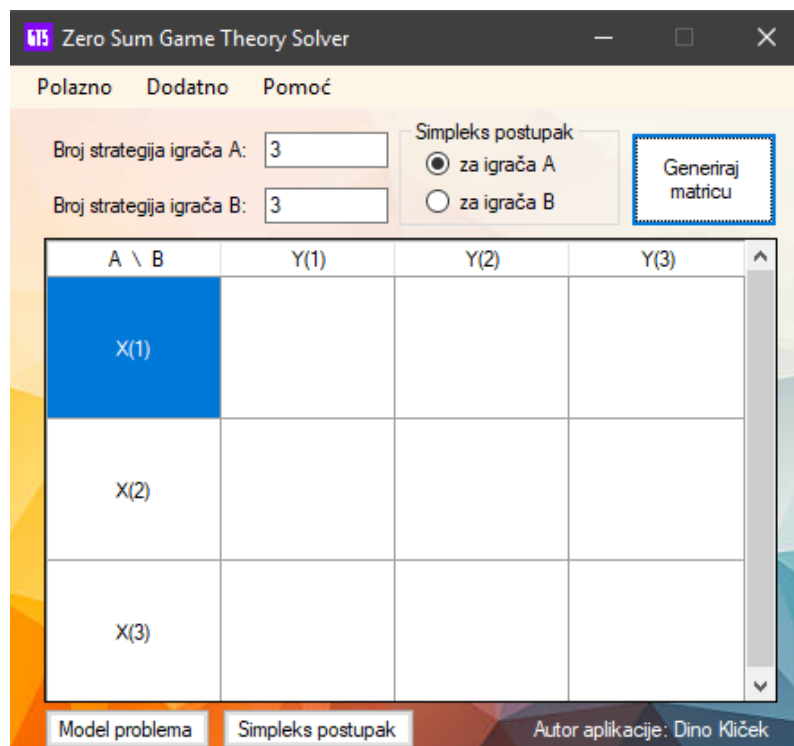 GTS Zero Sum Game Theory Solver
Polazno Dodatno Pomoć
Simpleks postupak
Broj strategija igrača A: 3
za igrača A
Generiraj matricu
Broj strategija igrača B: 3
za igrača B
A \ B Y(1) Y(2) Y(3)
X(1)
X(2)
X(3)
Model problema Simpleks postupak Autor aplikacije: Dino Kliček